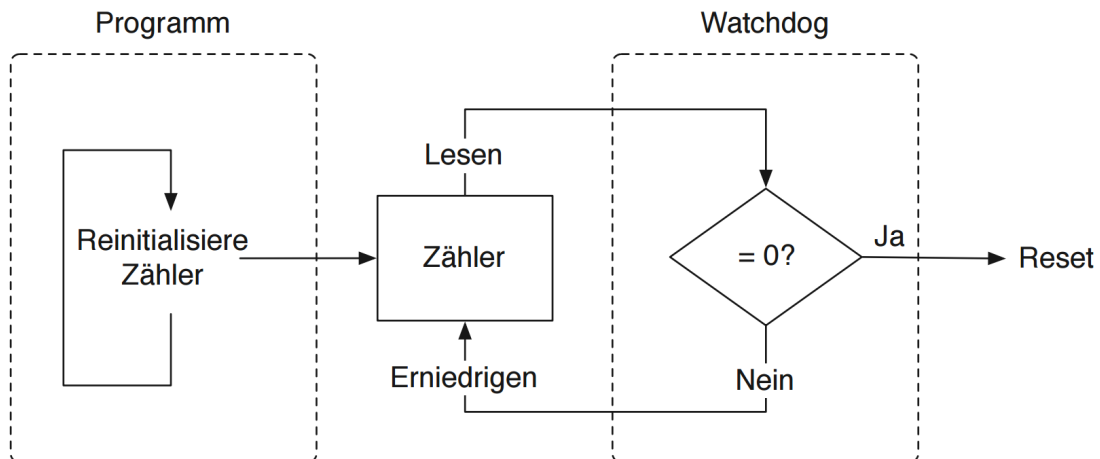 Programm
Watchdog
Lesen
Reinitialisiere
Zähler
Zähler
= 0?
Ja
Reset
Erniedrigen
Nein